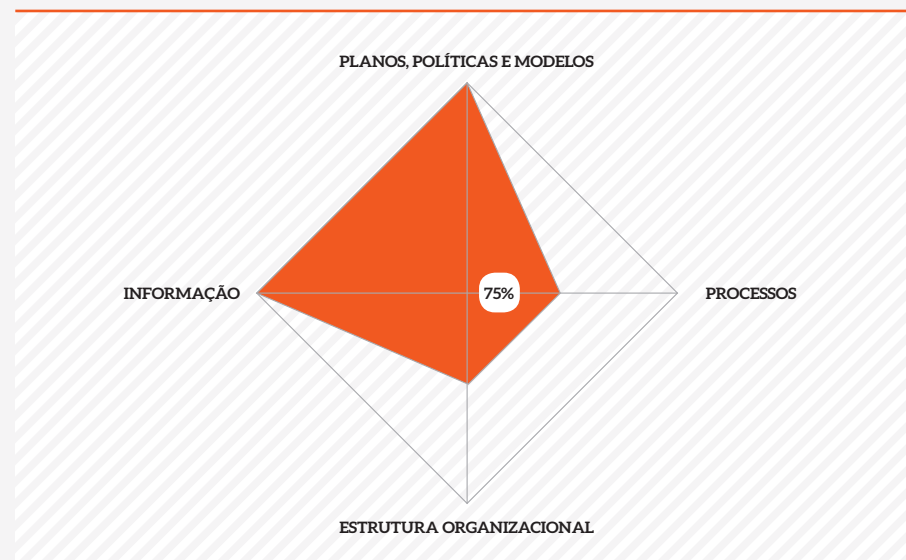 PLANOS, POLÍTICAS E MODELOS
INFORMAÇÃO
75%
PROCESSOS
ESTRUTURA ORGANIZACIONAL